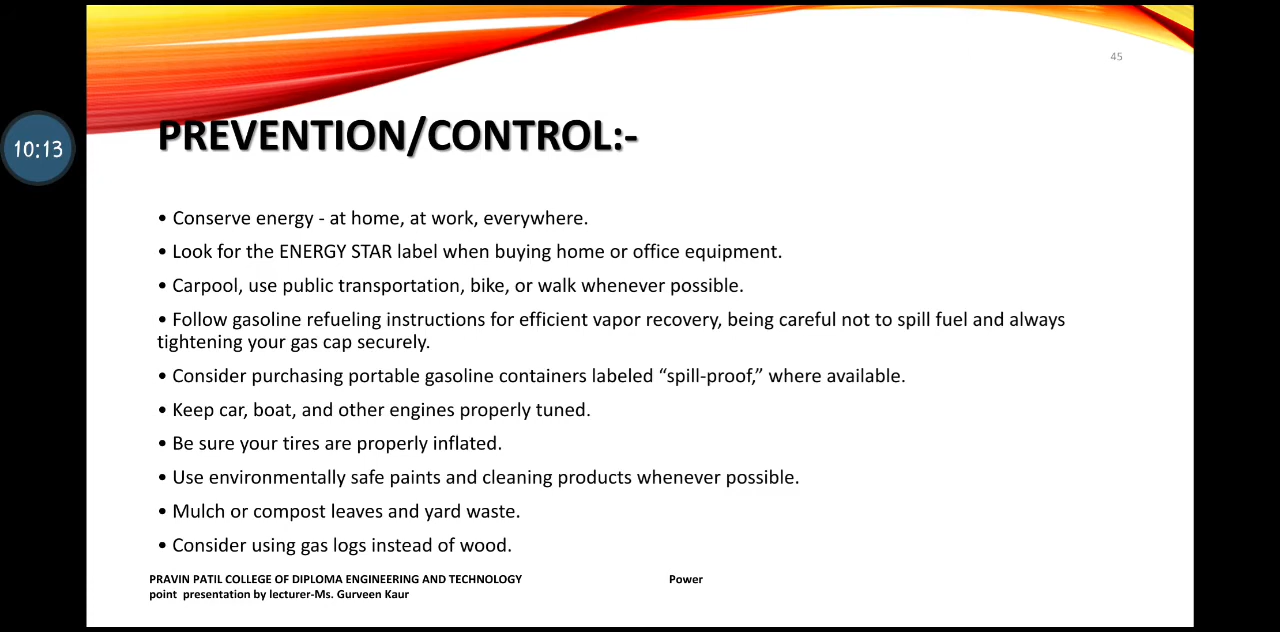 45
10:13
PREVENTION/CONTROL:-
• Conserve energy - at home, at work, everywhere.
• Look for the ENERGY STAR label when buying home or office equipment.
• Carpool, use public transportation, bike, or walk whenever possible.
• Follow gasoline refueling instructions for efficient vapor recovery, being careful not to spill fuel and always
tightening your gas cap securely.
• Consider purchasing portable gasoline containers labeled “spill-proof,” where available.
• Keep car, boat, and other engines properly tuned.
• Be sure your tires are properly inflated.
• Use environmentally safe paints and cleaning products whenever possible.
• Mulch or compost leaves and yard waste.
• Consider using gas logs instead of wood.
PRAVIN PATIL COLLEGE OF DIPLOMA ENGINEERING AND TECHNOLOGY Power
point presentation by lecturer-Ms. Gurveen Kaur